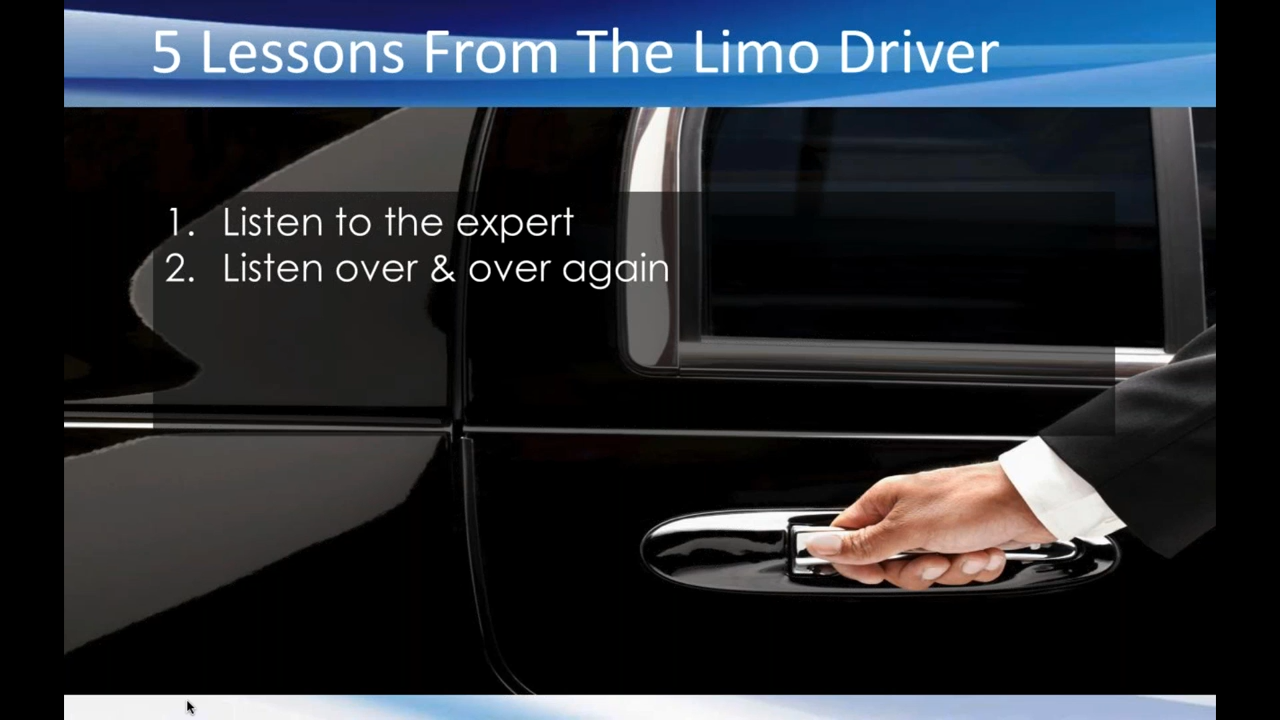 5 Lessons From The Limo Driver
1. Listen to the expert
2. Listen over & over again